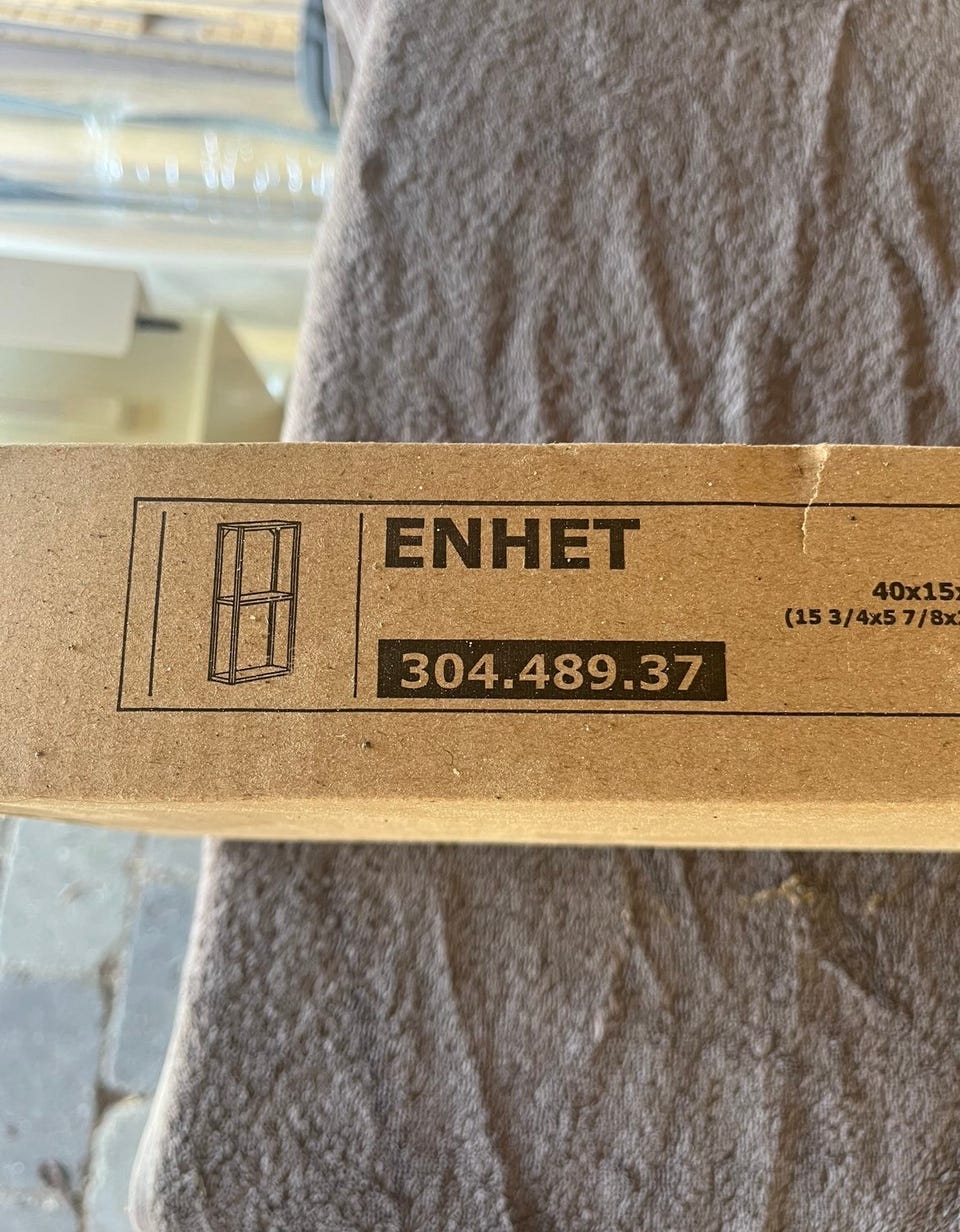 ENHET
40x15x
(15 3/4x5 7/8x
304.489.37